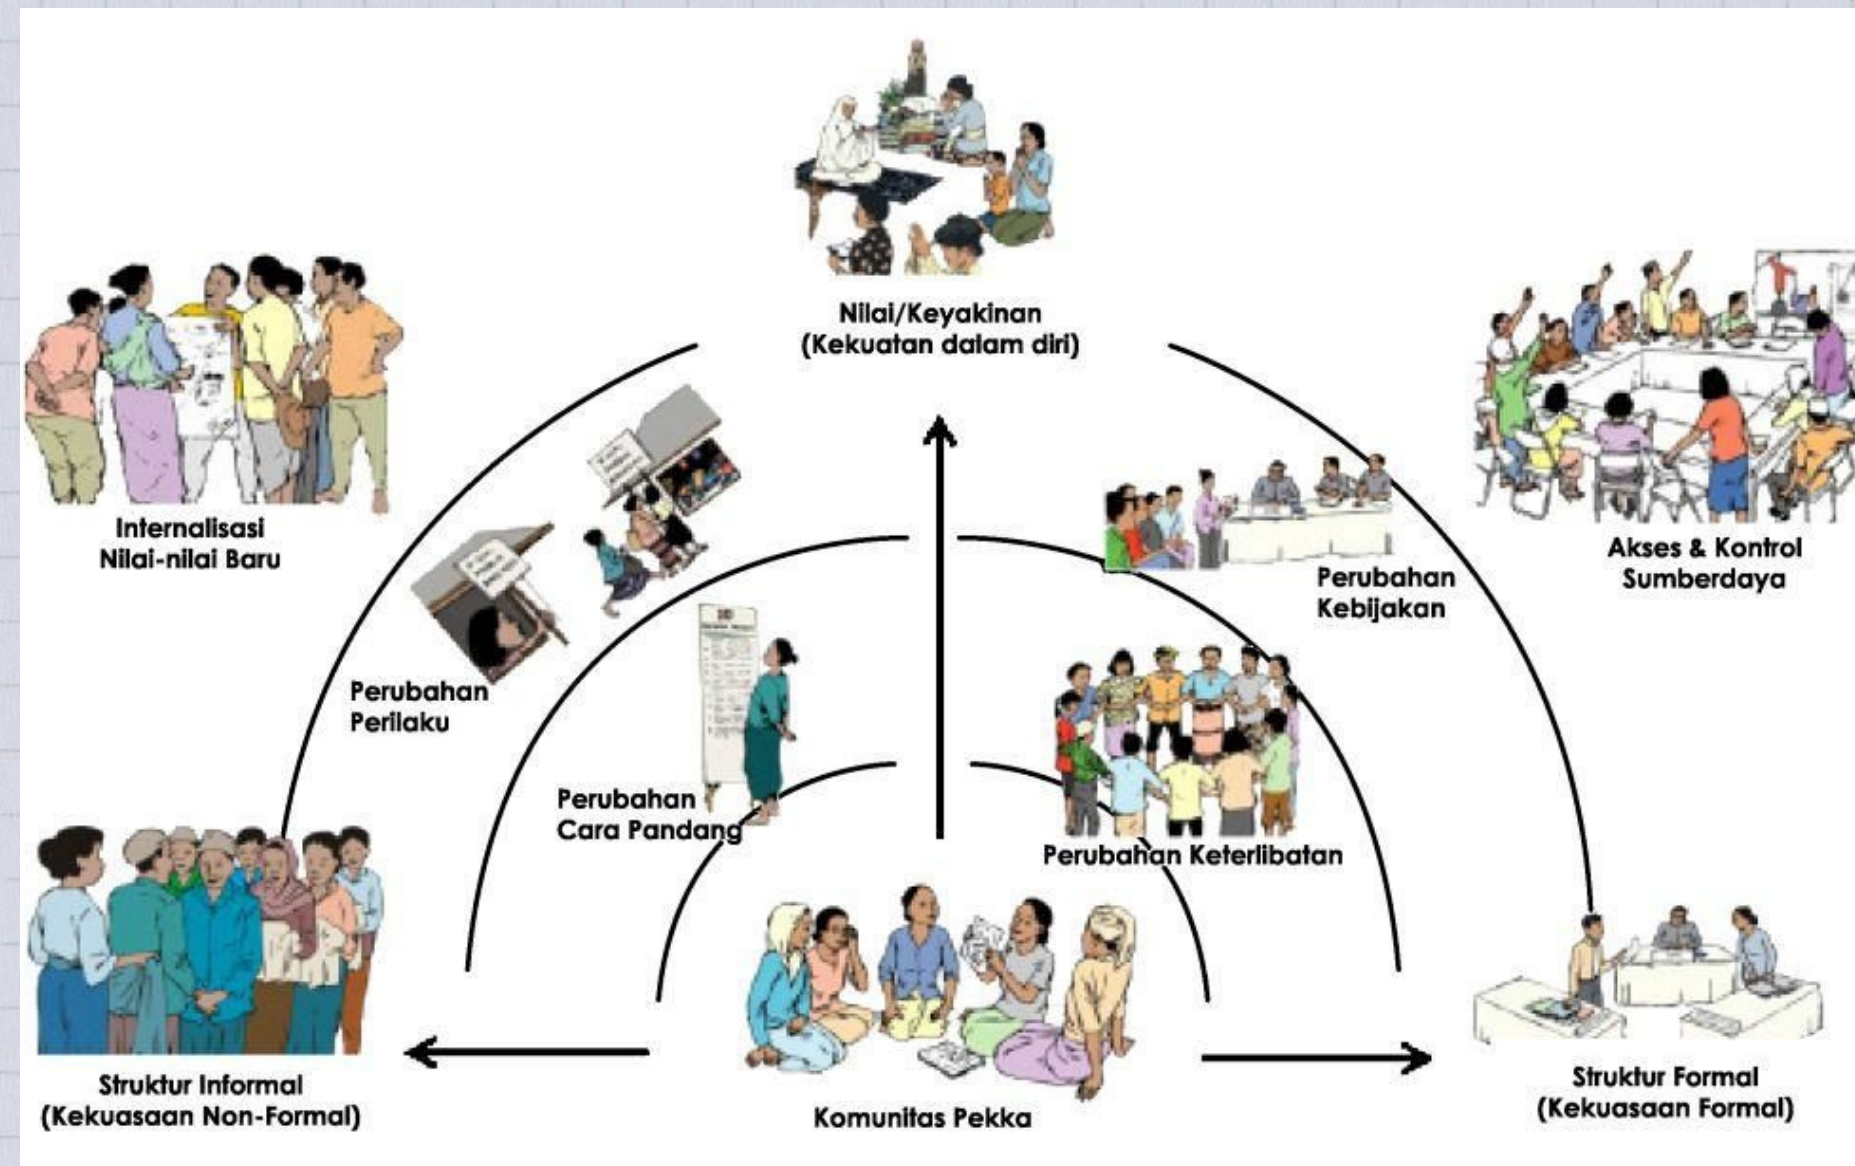 Nilai/Keyakinan
(Kekuatan dalam diri)
Internalisasi
Nilai-nilai Baru
Akses & Kontrol
Sumberdaya
Perubahan
Kebijakan
Perubahan
Perilaku
Perubahan
Cara Pandang
Perubahan Keterlibatan
Struktur Informal
(Kekuasaan Non-Formal)
Komunitas Pekka
Struktur Formal
(Kekuasaan Formal)